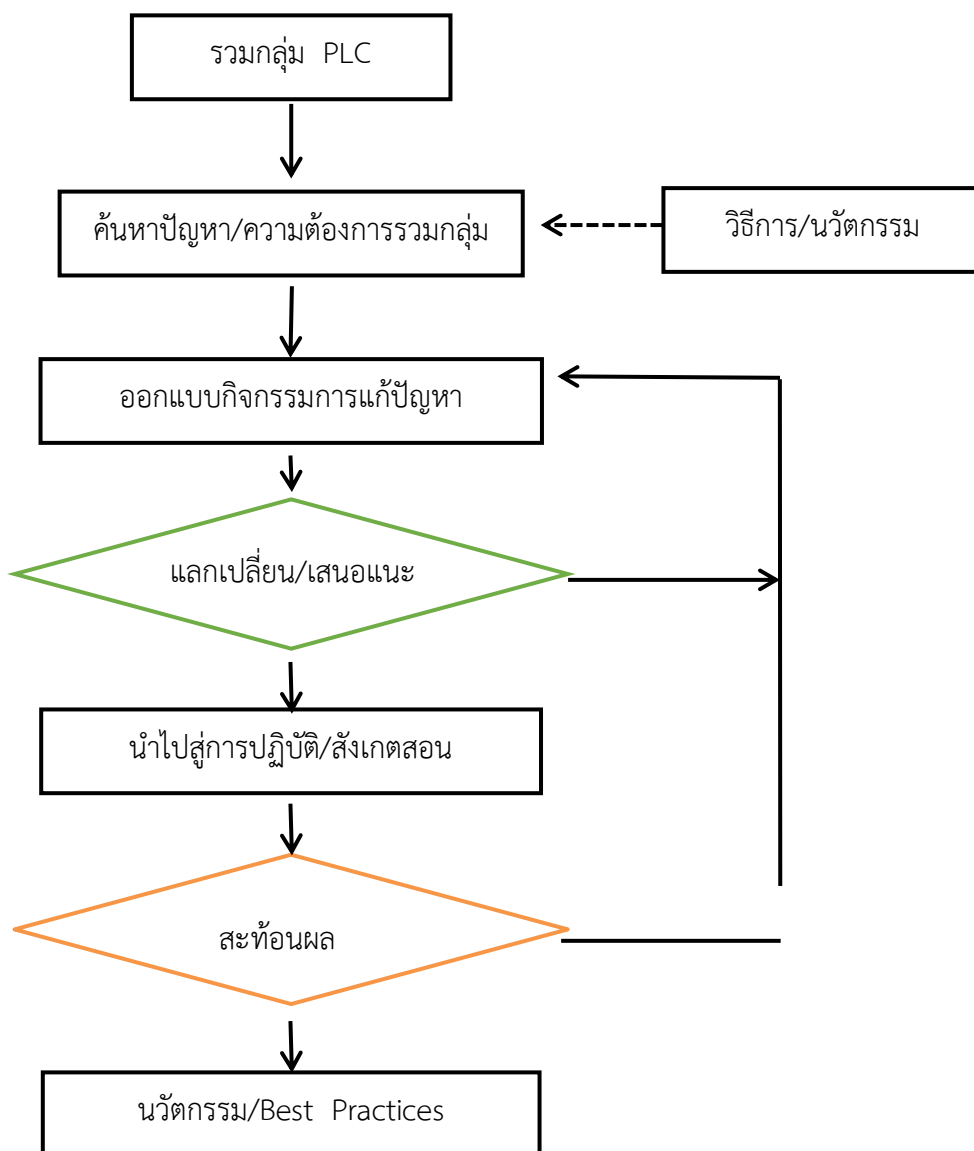 รวมกลุ่ม PLC
ค้นหาปัญหา/ความต้องการรวมกลุ่ม
วิธีการ/นวัตกรรม
ออกแบบกิจกรรมการแก้ปัญหา
แลกเปลี่ยน/เสนอแนะ
นำไปสู่การปฏิบัติ/สังเกตสอน
สะท้อนผล
นวัตกรรม/Best Practices